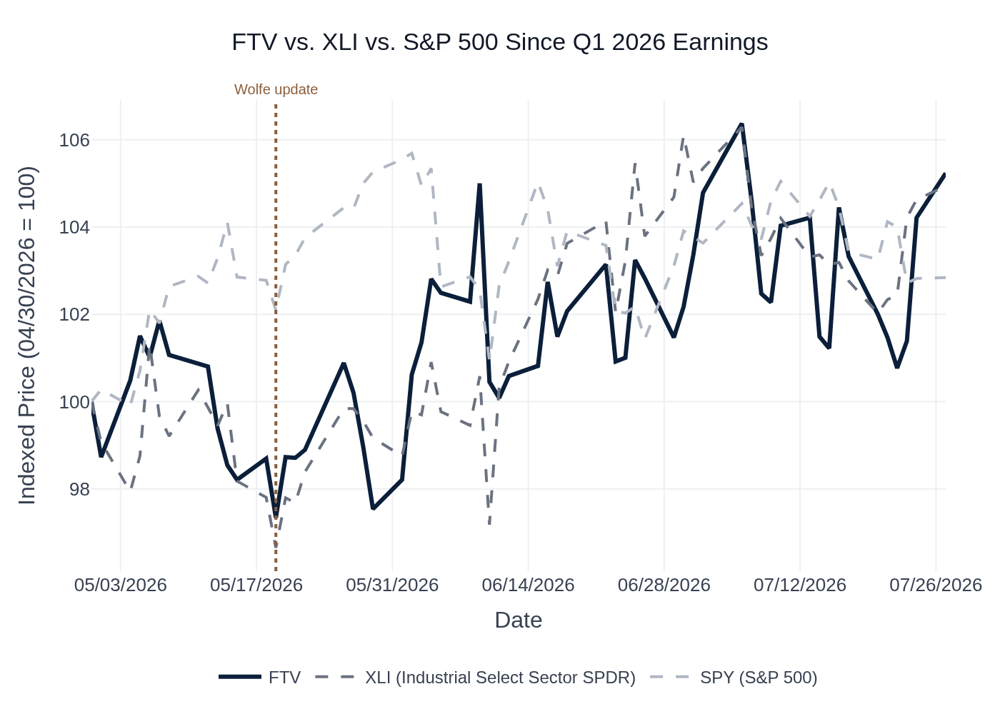 FTV vs. XLI vs. S&P 500 Since Q1 2026 Earnings
Wolfe update
Indexed Price (04/30/2026 = 100)
106
104
102
100
98
05/03/2026 05/17/2026 05/31/2026 06/14/2026 06/28/2026 07/12/2026 07/26/2026
Date
FTV XLI (Industrial Select Sector SPDR) SPY (S&P 500)